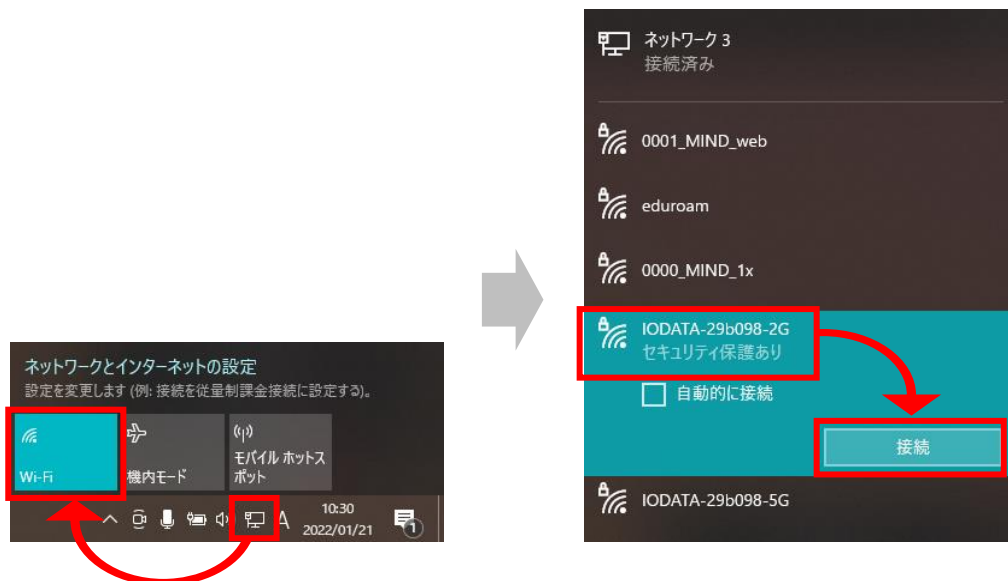 ネットワークとインターネットの設定
設定を変更します (例: 接続を従量制課金接続に設定する)。
Wi-Fi
機内モード
モバイル ホットス
ポット
A
10:30
2022/01/21
1
ネットワーク 3
接続済み
0001_MIND_web
eduroam
0000_MIND_1x
IODATA-29b098-2G
セキュリティ保護あり
自動的に接続
接続
IODATA-29b098-5G